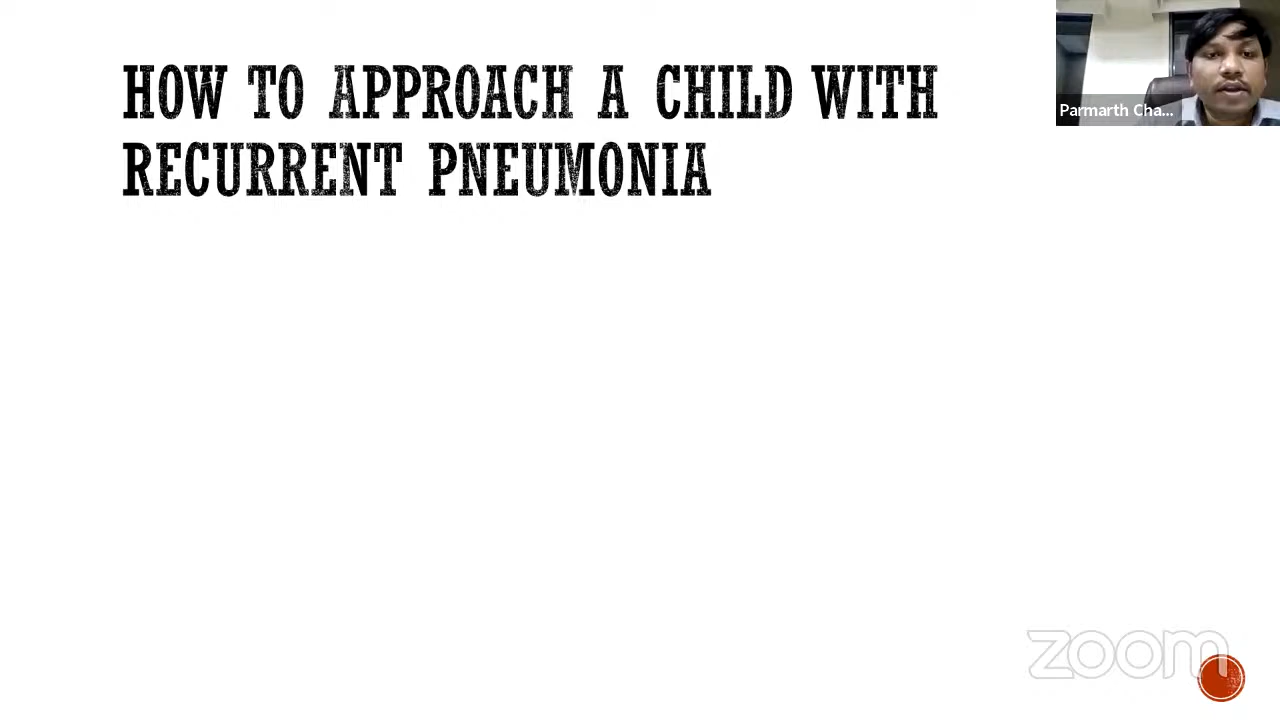 HOW TO APPROACH A CHILD WITH
RECURRENT PNEUMONIA
Parmarth Cha...
zoom